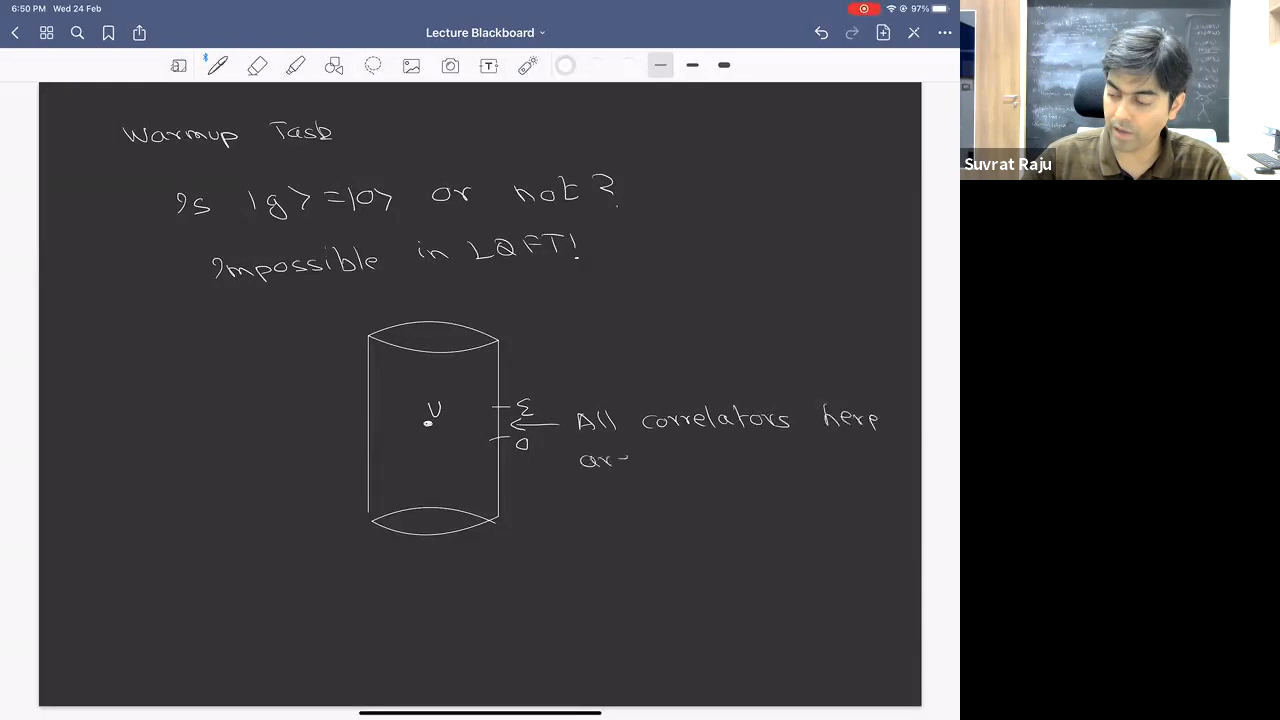 6:50 PM Wed 24 Feb
97%
Lecture Blackboard
T
Suvrat Raju
Warmup Task
Is |g> = |0> or not?
Impossible in LQFT!
U
ε
0
All correlators here
are